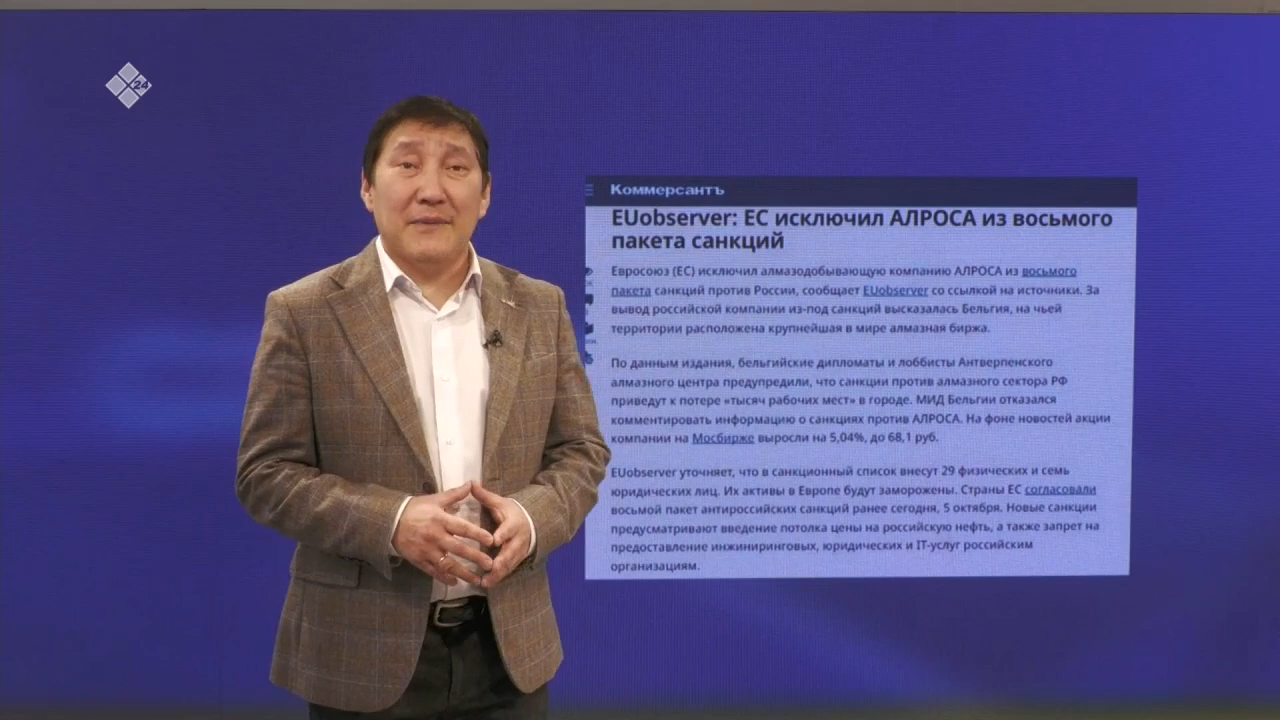 24
Коммерсантъ
EUobserver: ЕС исключил АЛРОСА из восьмого
пакета санкций
Евросоюз (ЕС) исключил алмазодобывающую компанию АЛРОСА из восьмого
пакета санкций против России, сообщает EUobserver со ссылкой на источники. За
вывод российской компании из-под санкций высказалась Бельгия, на чьей
территории расположена крупнейшая в мире алмазная биржа.
По данным издания, бельгийские дипломаты и лоббисты Антверпенского
алмазного центра предупредили, что санкции против алмазного сектора РФ
приведут к потере «тысяч рабочих мест» в городе. МИД Бельгии отказался
комментировать информацию о санкциях против АЛРОСА. На фоне новостей акции
компании на Мосбирже выросли на 5,04%, до 68,1 руб.
EUobserver уточняет, что в санкционный список внесут 29 физических и семь
юридических лиц. Их активы в Европе будут заморожены. Страны ЕС согласовали
восьмой пакет антироссийских санкций ранее сегодня, 5 октября. Новые санкции
предусматривают введение потолка цены на российскую нефть, а также запрет на
предоставление инжиниринговых, юридических и IT-услуг российским
организациям.